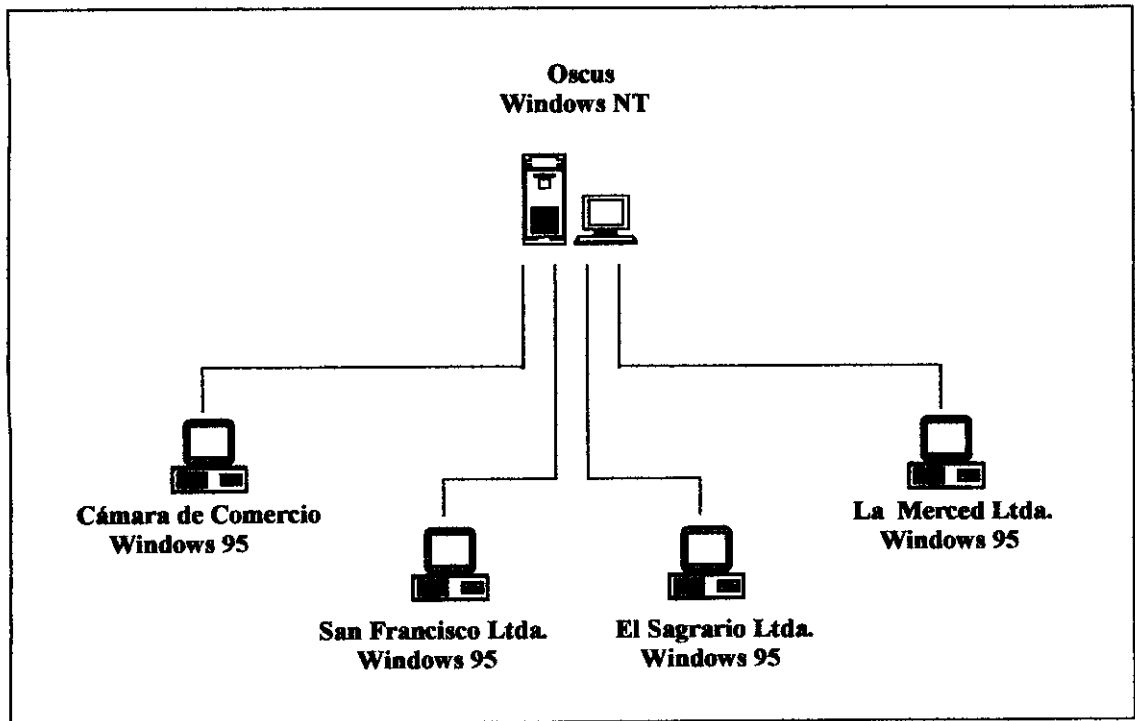 Oscus
Windows NT
Cámara de Comercio
Windows 95
La Merced Ltda.
Windows 95
San Francisco Ltda.
Windows 95
El Sagrario Ltda.
Windows 95